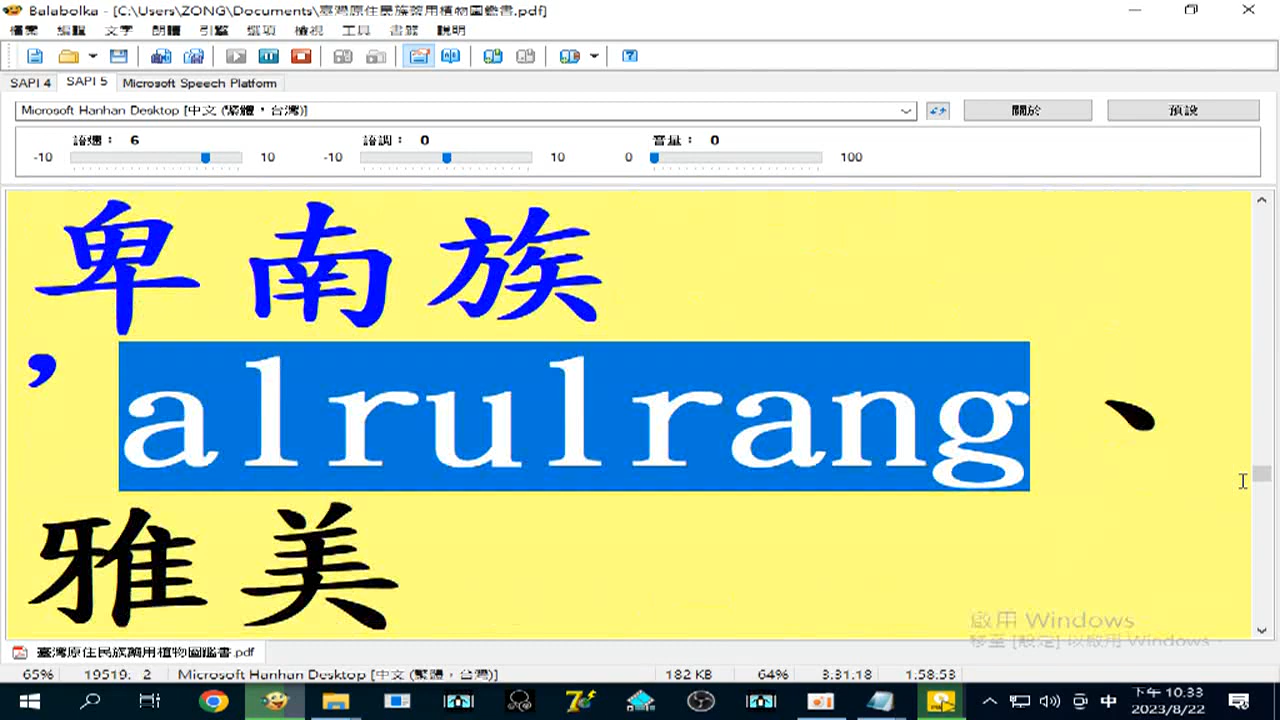 Balabolka - [C:\Users\ZONG\Documents\臺灣原住民族藥用植物圖鑑書.pdf]
檔案 編輯 文字 朗讀 引擎 選項 檢視 工具 書籤 說明
SAPI 4 SAPI 5 Microsoft Speech Platform
Microsoft Hanhan Desktop [中文 (繁體，台灣)] 關於 預設
語速： 6 語調： 0 音量： 0
-10 10 -10 10 0 100
卑南族
’alrulrang、
雅美
啟用 Windows
移至 [設定] 以啟用 Windows。
臺灣原住民族藥用植物圖鑑書.pdf
65% 19519: 2 Microsoft Hanhan Desktop [中文 (繁體，台灣)] 182 KB 64% 3:31:18 1:58:53
中 下午 10:33
2023/8/22